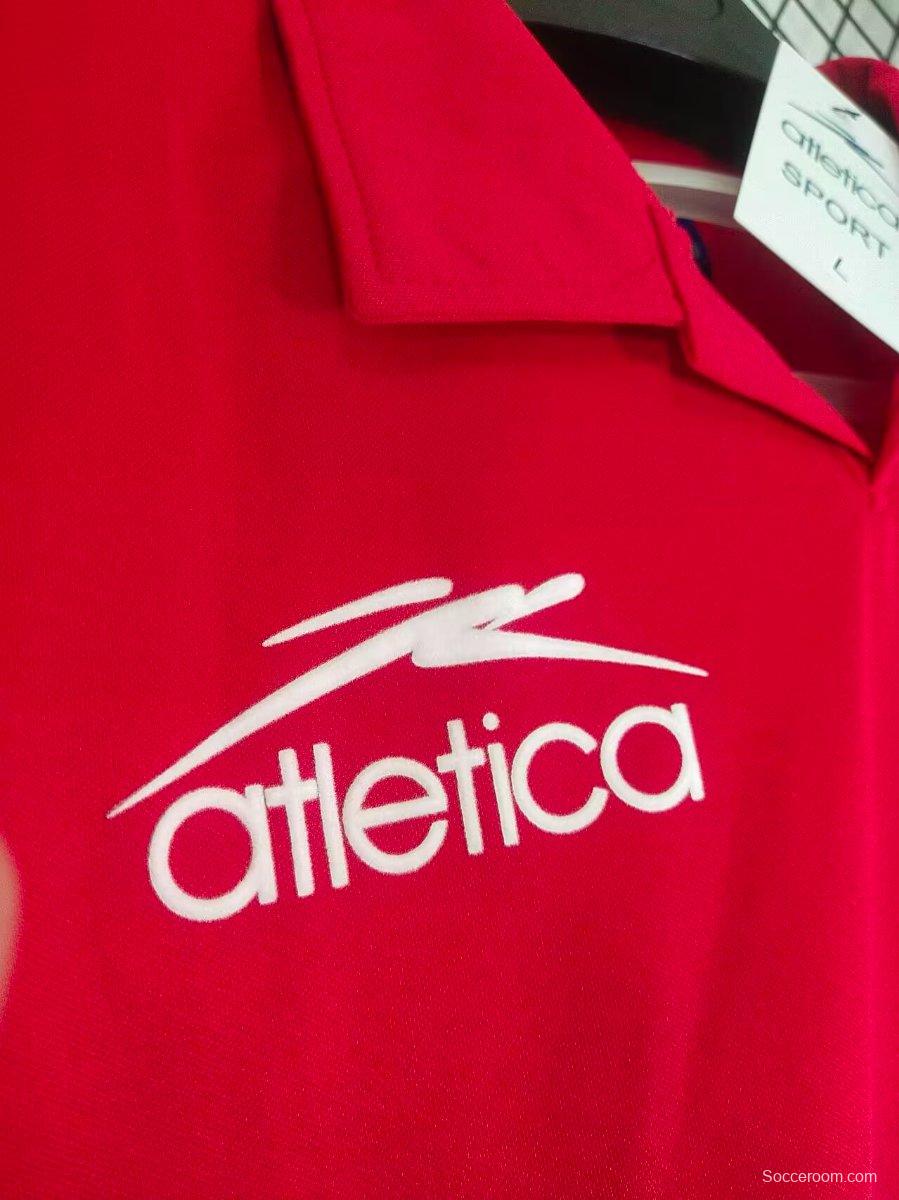 atletica
SPORT
L
atletica
Socceroom.com